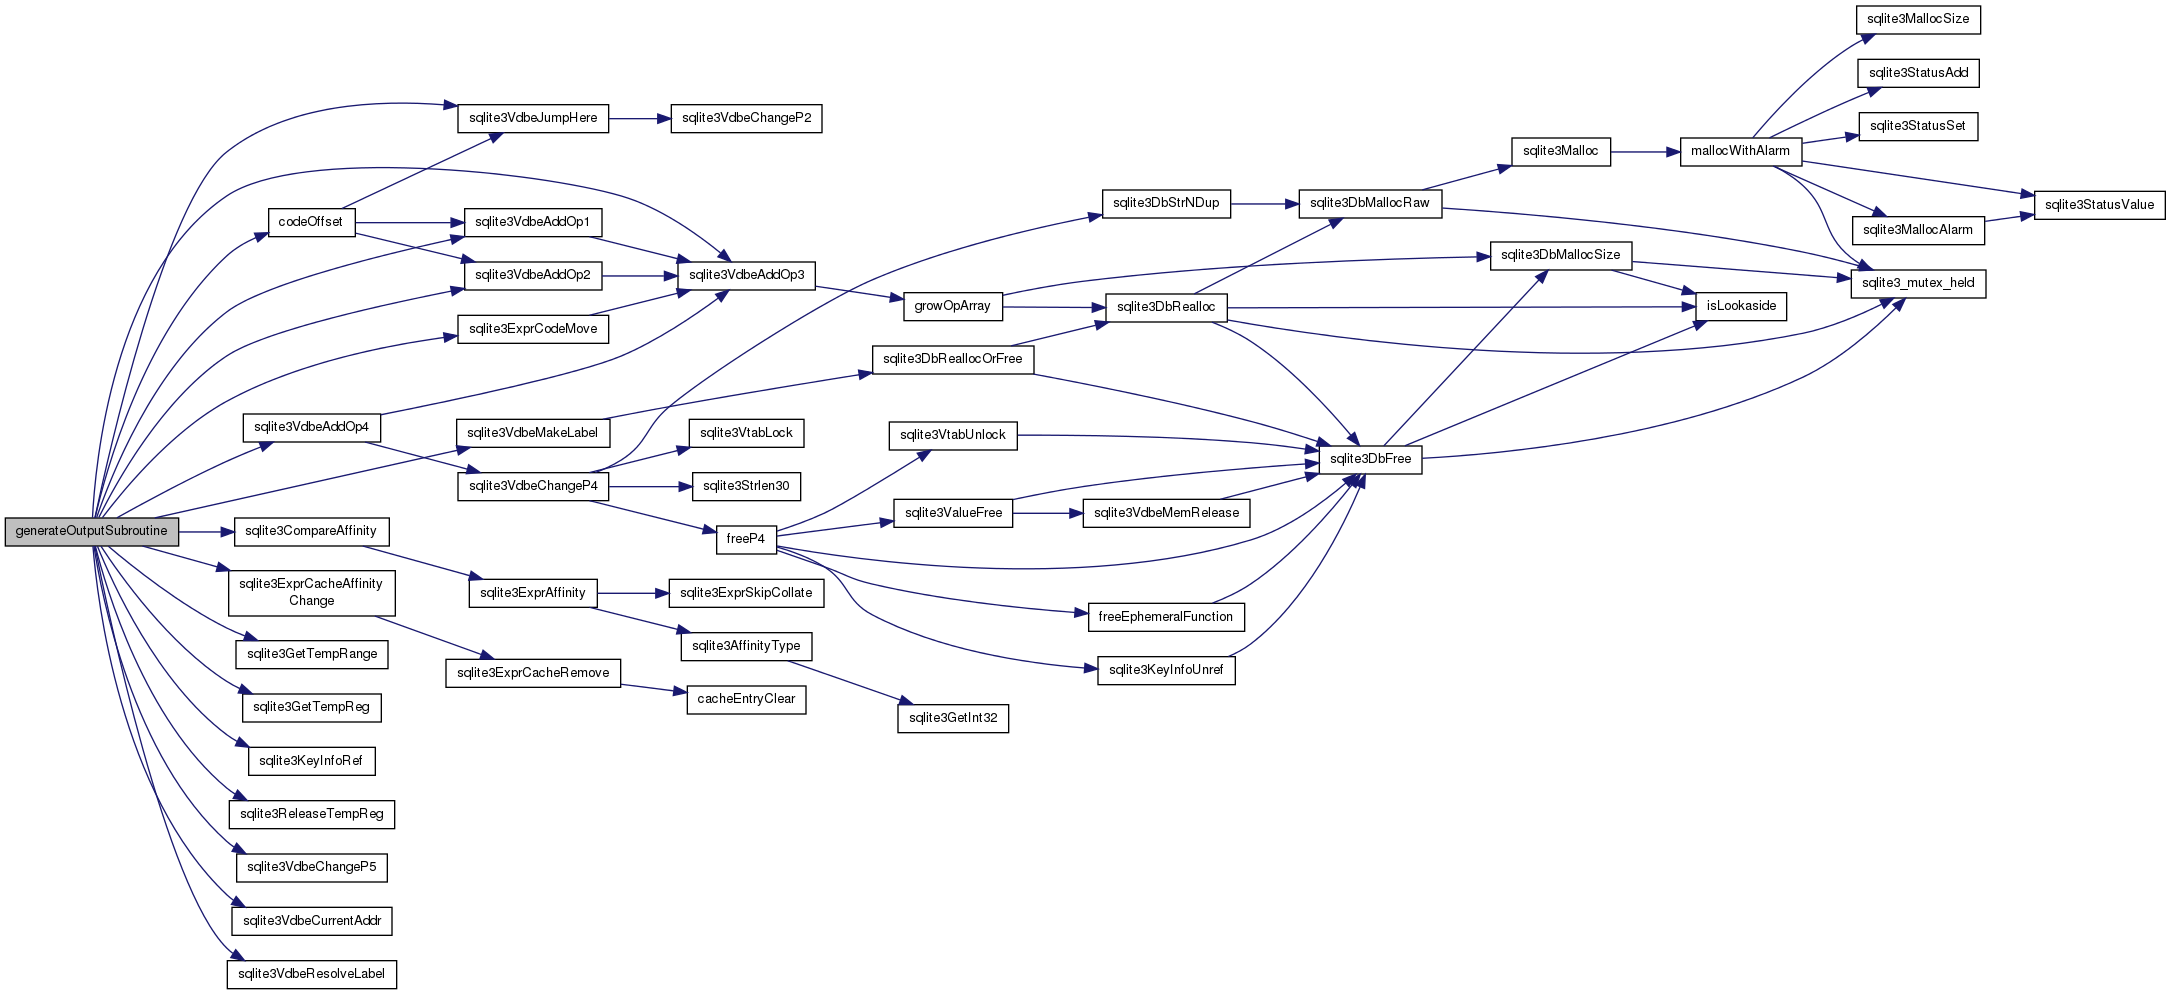 generateOutputSubroutine
codeOffset
sqlite3VdbeAddOp4
sqlite3CompareAffinity
sqlite3ExprCacheAffinity
Change
sqlite3GetTempRange
sqlite3GetTempReg
sqlite3KeyInfoRef
sqlite3ReleaseTempReg
sqlite3VdbeChangeP5
sqlite3VdbeCurrentAddr
sqlite3VdbeResolveLabel
sqlite3VdbeJumpHere
sqlite3VdbeAddOp1
sqlite3VdbeAddOp2
sqlite3ExprCodeMove
sqlite3VdbeMakeLabel
sqlite3VdbeChangeP4
sqlite3ExprAffinity
sqlite3ExprCacheRemove
sqlite3VdbeChangeP2
sqlite3VdbeAddOp3
sqlite3VtabLock
sqlite3Strlen30
freeP4
sqlite3ExprSkipCollate
sqlite3AffinityType
cacheEntryClear
growOpArray
sqlite3DbReallocOrFree
sqlite3VtabUnlock
sqlite3ValueFree
sqlite3GetInt32
sqlite3DbStrNDup
sqlite3DbRealloc
sqlite3VdbeMemRelease
freeEphemeralFunction
sqlite3KeyInfoUnref
sqlite3DbMallocRaw
sqlite3DbFree
sqlite3Malloc
sqlite3DbMallocSize
mallocWithAlarm
isLookaside
sqlite3MallocSize
sqlite3StatusAdd
sqlite3StatusSet
sqlite3MallocAlarm
sqlite3_mutex_held
sqlite3StatusValue